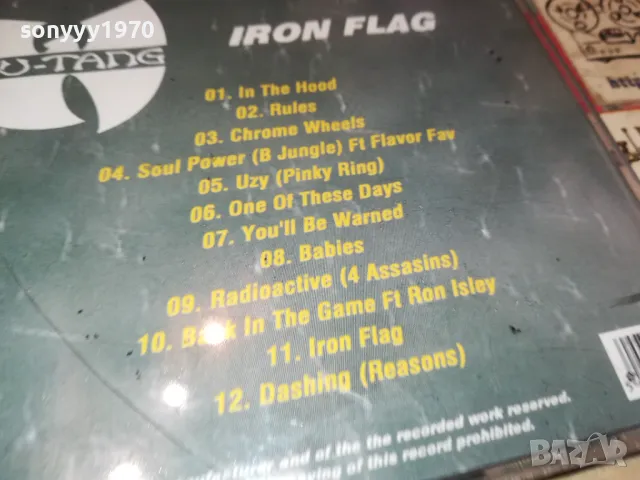 sonyyy1970
U-TANG
IRON FLAG
01. In The Hood
02. Rules
03. Chrome Wheels
04. Soul Power (B Jungle) Ft Flavor Fav
05. Uzy (Pinky Ring)
06. One Of These Days
07. You'll Be Warned
08. Babies
09. Radioactive (4 Assasins)
10. Back In The Game Ft Ron Isley
11. Iron Flag
12. Dashing (Reasons)
nufacturer and of the the recorded work reserved.
ying of this record prohibited.
BAZAR